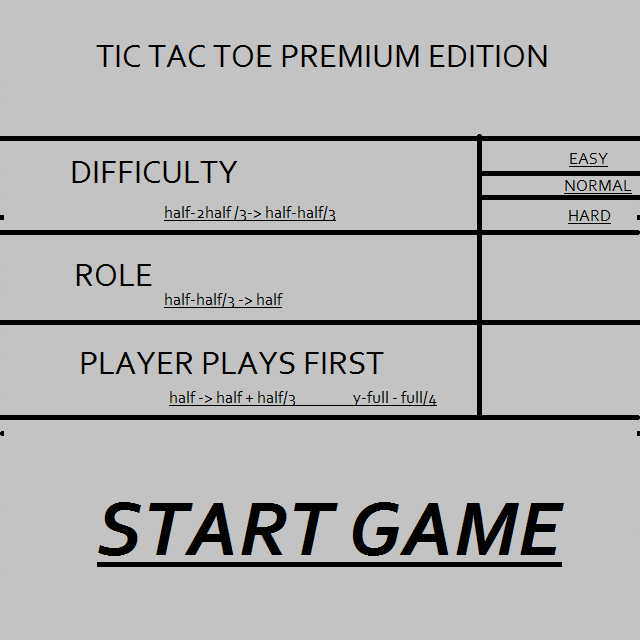 TIC TAC TOE PREMIUM EDITION
DIFFICULTY
half-2half /3-> half-half/3
EASY
NORMAL
HARD
ROLE
half-half/3 -> half
PLAYER PLAYS FIRST
half -> half + half/3 y-full - full/4
START GAME